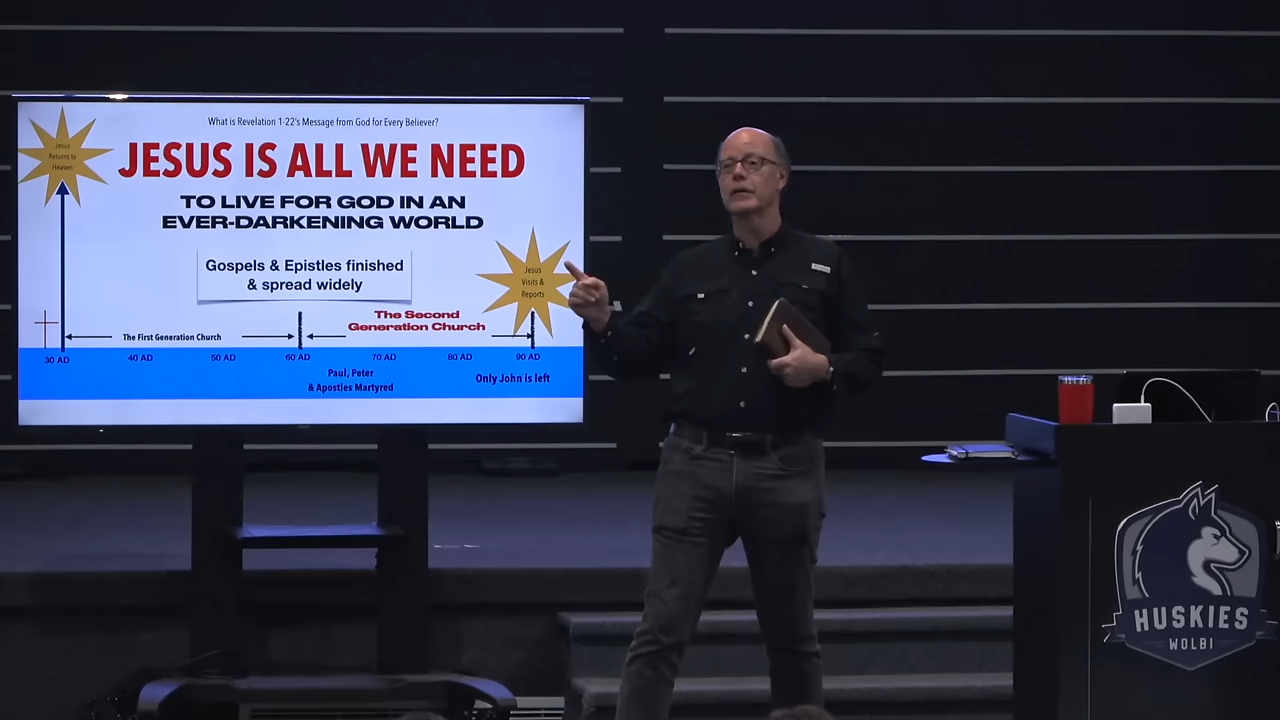 What is Revelation 1-22's Message from God for Every Believer?
JESUS IS ALL WE NEED
TO LIVE FOR GOD IN AN
EVER-DARKENING WORLD
Jesus
Returns to
Heaven
Gospels & Epistles finished
& spread widely
Jesus
Visits &
Reports
The First Generation Church
The Second
Generation Church
30 AD
40 AD
50 AD
60 AD
70 AD
80 AD
90 AD
Paul, Peter
& Apostles Martyred
Only John is left
HUSKIES
WOLBI